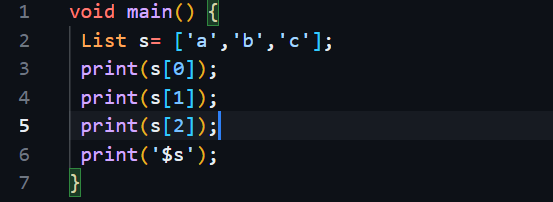 1 void main() {
2 List s= ['a','b','c'];
3 print(s[0]);
4 print(s[1]);
5 print(s[2]);
6 print('$s');
7 }